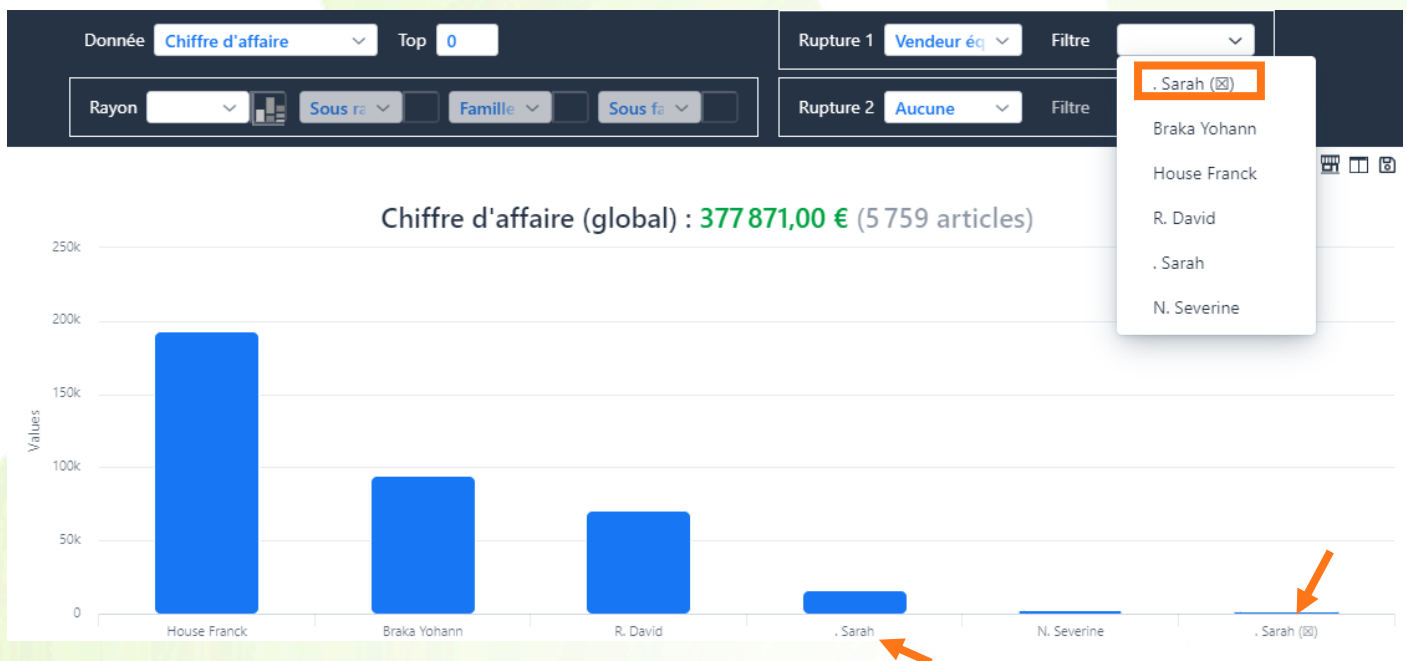 Donnée Chiffre d'affaire Top 0 Rupture 1 Vendeur éq Filtre
Rayon Sous ra Famille Sous fa Rupture 2 Aucune Filtre
. Sarah (☒)
Braka Yohann
House Franck
R. David
. Sarah
N. Severine
Chiffre d'affaire (global) : 377 871,00 € (5 759 articles)
250k
200k
150k
100k
50k
0
Values
House Franck Braka Yohann R. David . Sarah N. Severine . Sarah (☒)